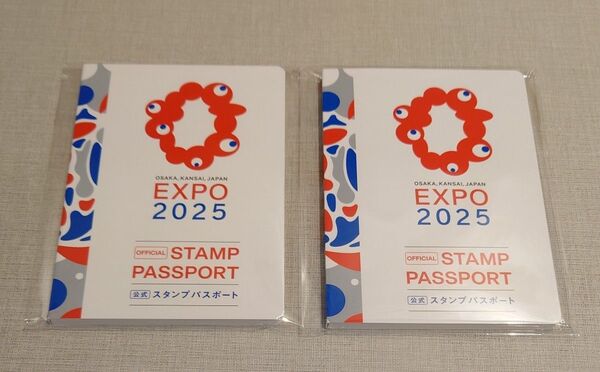 OSAKA, KANSAI, JAPAN
EXPO
2025
OFFICIAL STAMP
PASSPORT
公式 スタンプパスポート
OSAKA, KANSAI, JAPAN
EXPO
2025
OFFICIAL STAMP
PASSPORT
公式 スタンプパスポート